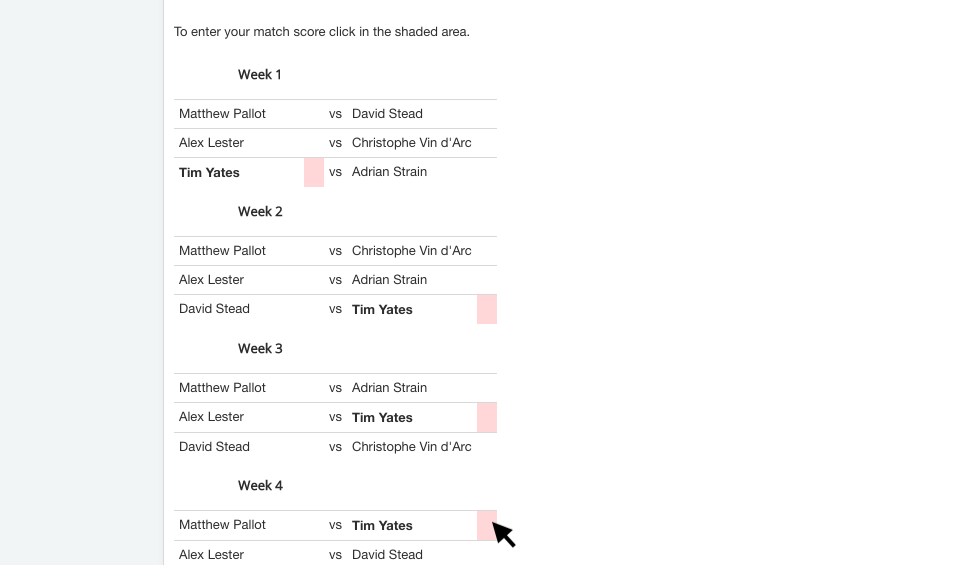 To enter your match score click in the shaded area.
Week 1
Matthew Pallot vs David Stead
Alex Lester vs Christophe Vin d'Arc
Tim Yates vs Adrian Strain
Week 2
Matthew Pallot vs Christophe Vin d'Arc
Alex Lester vs Adrian Strain
David Stead vs Tim Yates
Week 3
Matthew Pallot vs Adrian Strain
Alex Lester vs Tim Yates
David Stead vs Christophe Vin d'Arc
Week 4
Matthew Pallot vs Tim Yates
Alex Lester vs David Stead